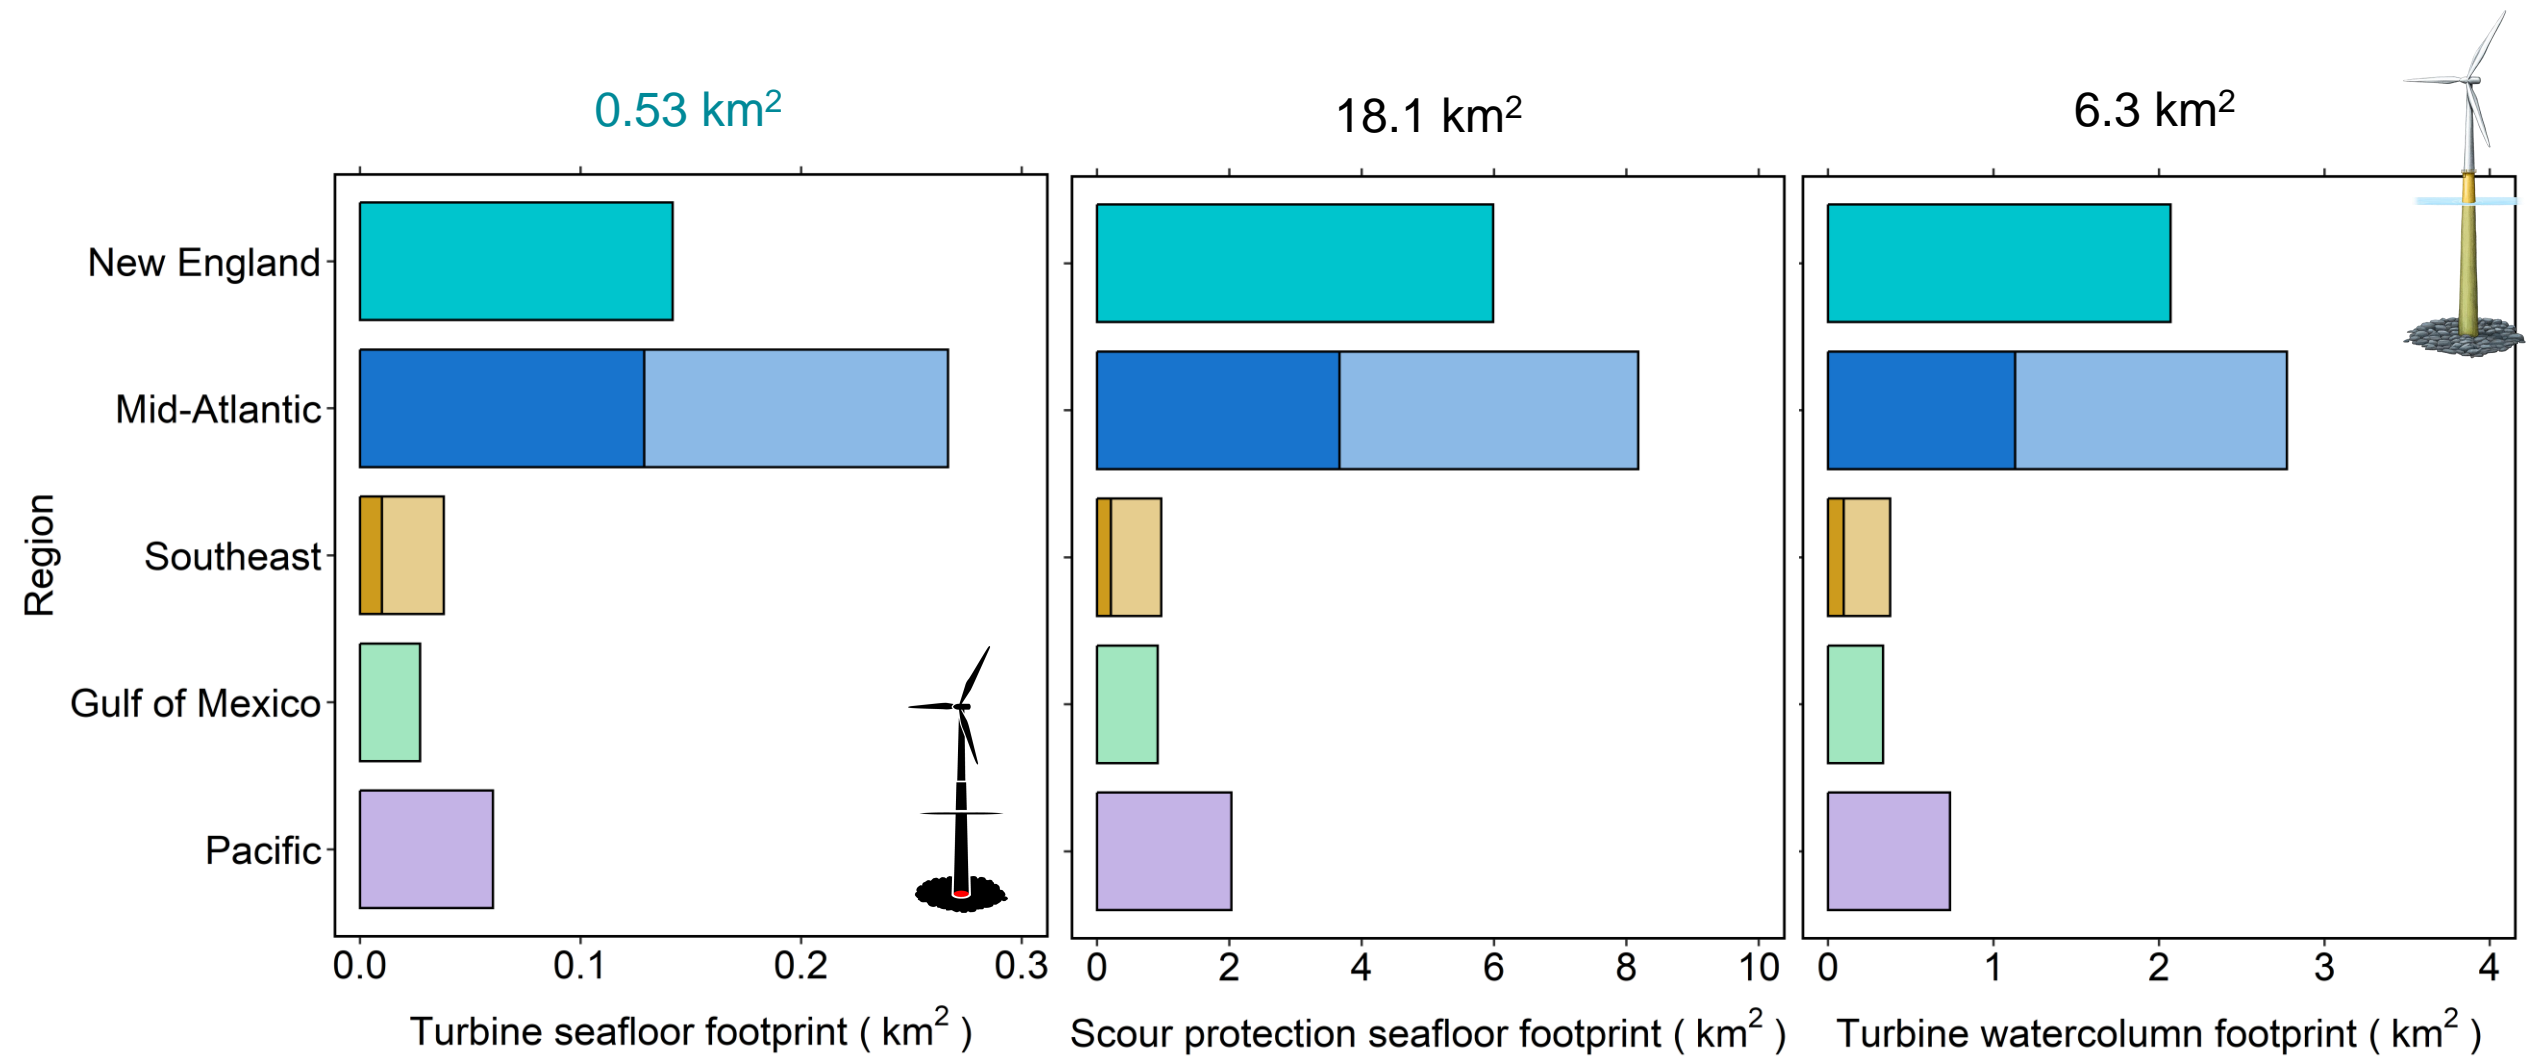 0.53 km²
18.1 km²
6.3 km²
Region
New England
Mid-Atlantic
Southeast
Gulf of Mexico
Pacific
0.0 0.1 0.2 0.3
Turbine seafloor footprint ( km² )
0 2 4 6 8 10
Scour protection seafloor footprint ( km² )
0 1 2 3 4
Turbine watercolumn footprint ( km² )